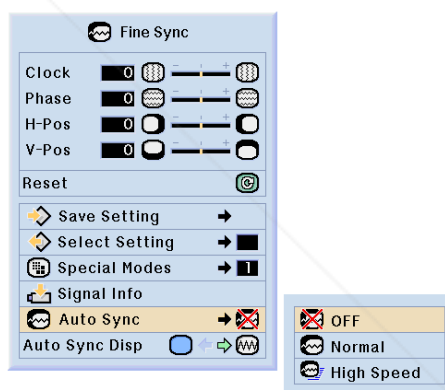 Fine Sync
Clock 0 - +
Phase 0 - +
H-Pos 0 - +
V-Pos 0 - +
Reset
Save Setting
Select Setting
Special Modes 1
Signal Info
Auto Sync
Auto Sync Disp
OFF
Normal
High Speed